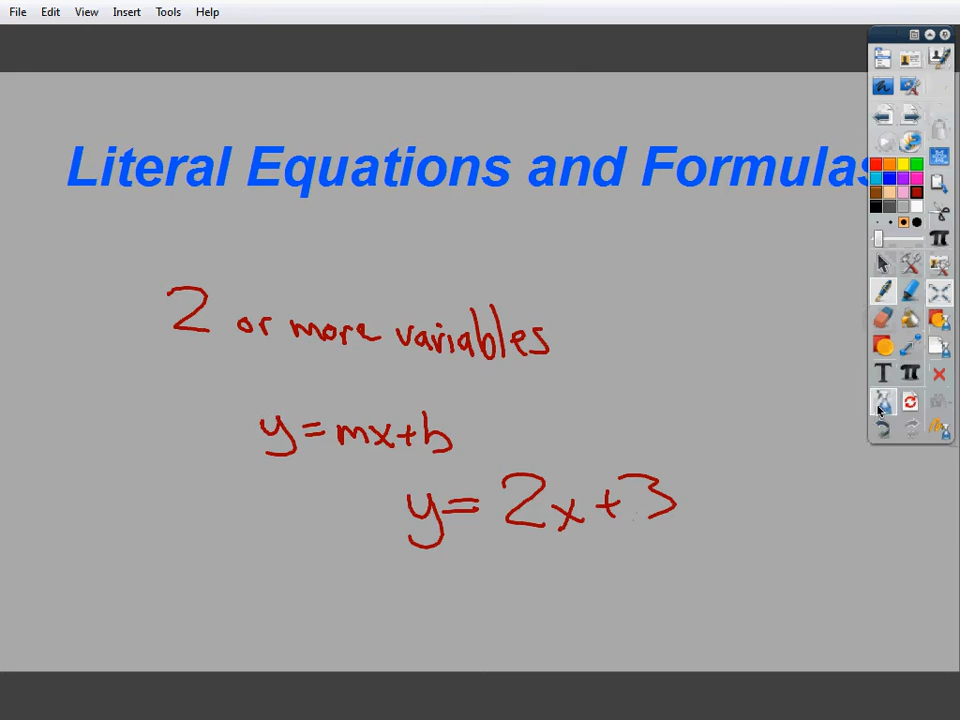 File Edit View Insert Tools Help
Literal Equations and Formulas
2 or more variables
y=mx+b
y= 2x+3